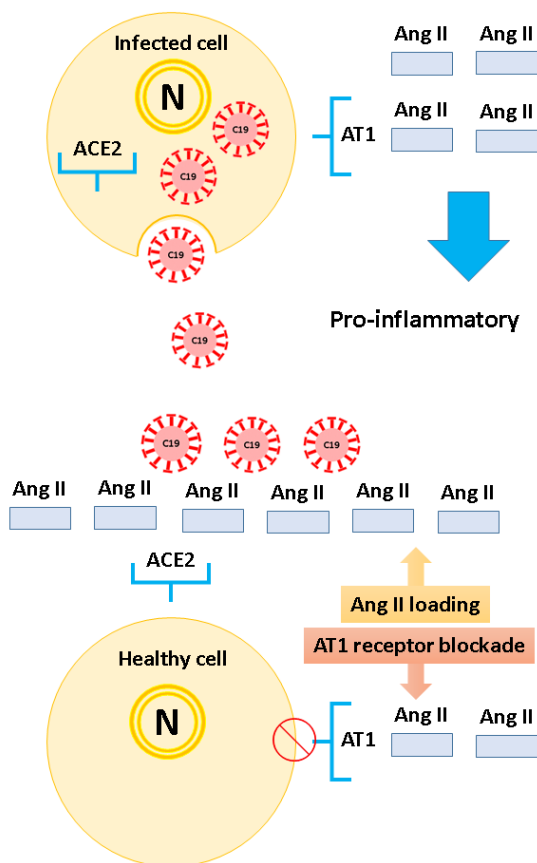 Infected cell
Ang II Ang II
N
C19
Ang II Ang II
AT1
ACE2
C19
C19
C19
Pro-inflammatory
C19 C19 C19
Ang II Ang II Ang II Ang II Ang II Ang II
ACE2
Ang II loading
AT1 receptor blockade
Healthy cell
N
AT1
Ang II Ang II